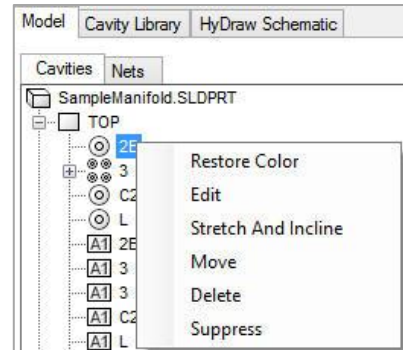 Model Cavity Library HyDraw Schematic
Cavities Nets
SampleManifold.SLDPRT
TOP
2E
3
C2
L
A1 2E
A1 3
A1 3
A1 C2
A1 L
Restore Color
Edit
Stretch And Incline
Move
Delete
Suppress